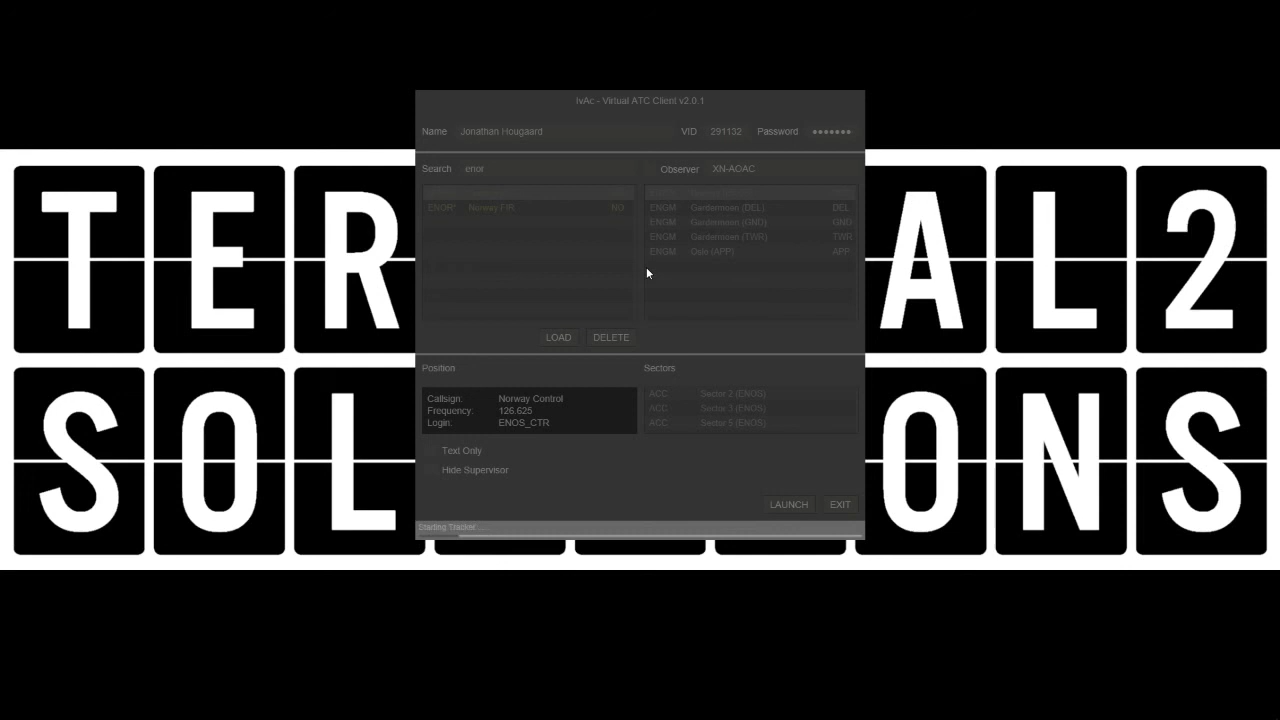 TER AL2
SOL ONS
IvAc - Virtual ATC Client v2.0.1
Name Jonathan Hougaard VID 291132 Password ●●●●●●●
Search enor Observer XN-AOAC
ENOR* Norway FIR NO
ENGM Gardermoen (DEL) DEL
ENGM Gardermoen (GND) GND
ENGM Gardermoen (TWR) TWR
ENGM Oslo (APP) APP
LOAD DELETE
Position
Callsign: Norway Control
Frequency: 126.625
Login: ENOS_CTR
Sectors
ACC Sector 2 (ENOS)
ACC Sector 3 (ENOS)
ACC Sector 5 (ENOS)
Text Only
Hide Supervisor
LAUNCH EXIT
Starting Tracker ....